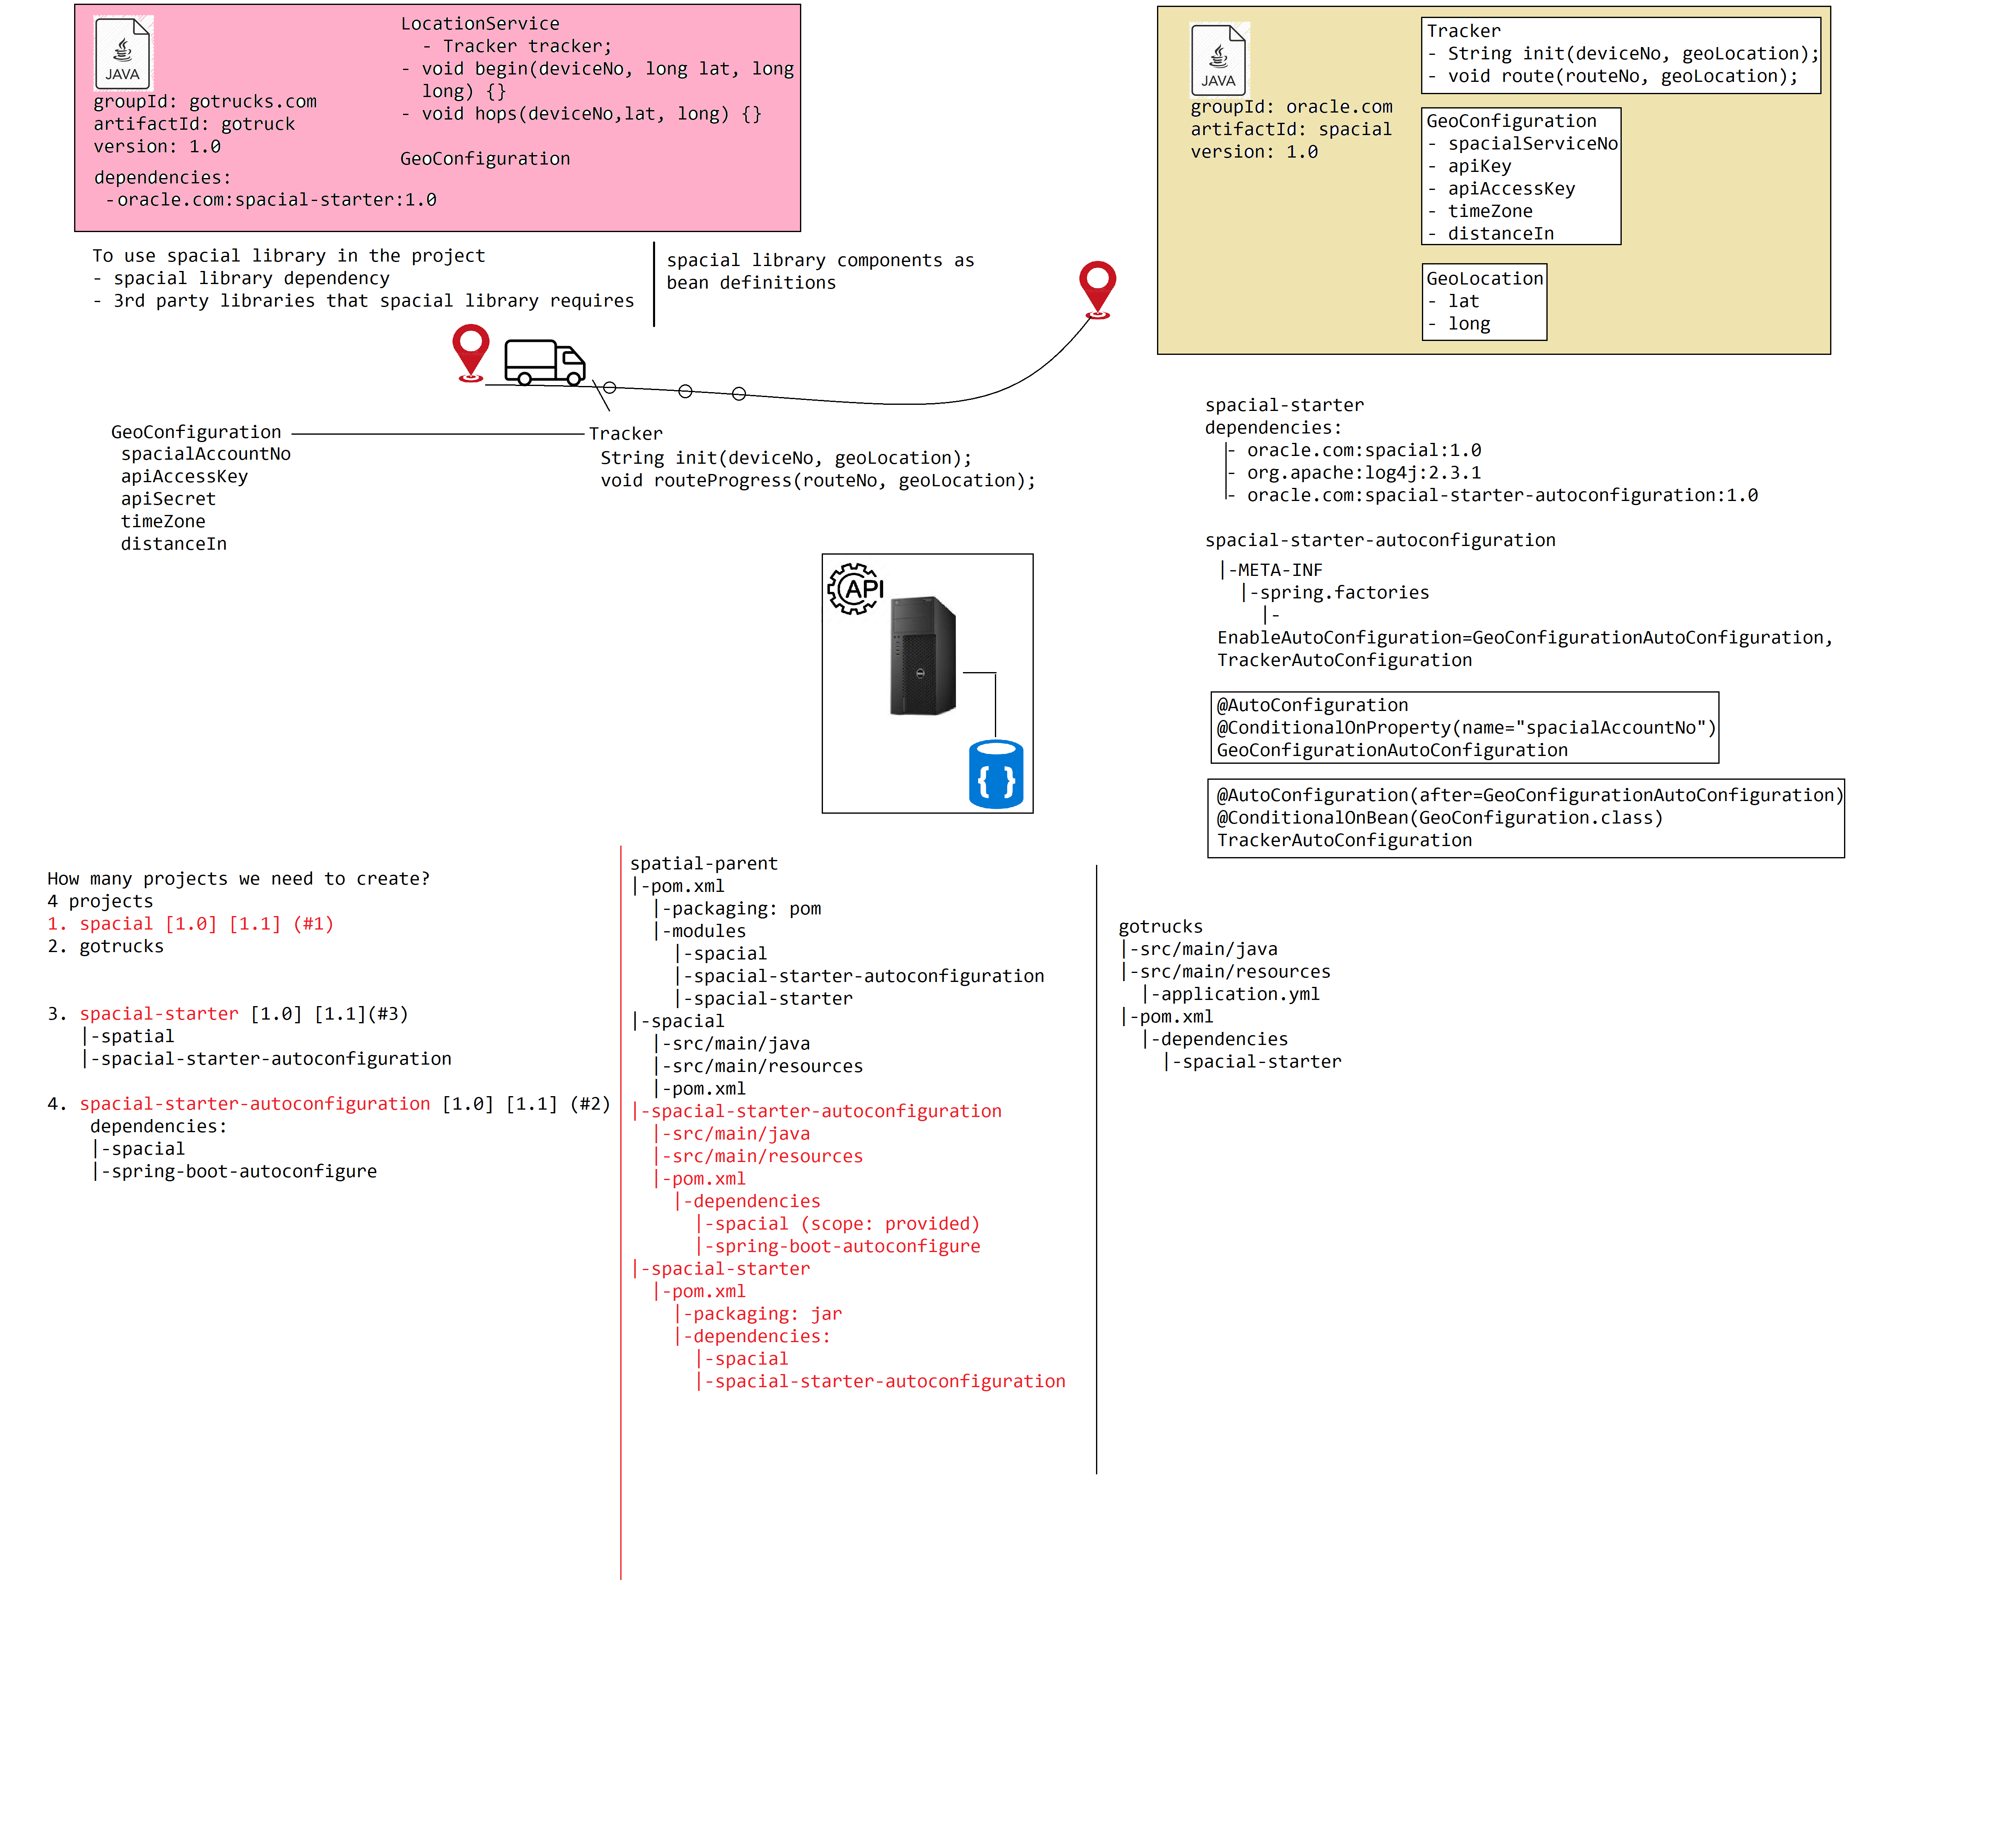 JAVA
groupId: gotrucks.com
artifactId: gotruck
version: 1.0
dependencies:
-oracle.com:spacial-starter:1.0
LocationService
- Tracker tracker;
- void begin(deviceNo, long lat, long
long) {}
- void hops(deviceNo,lat, long) {}
GeoConfiguration
JAVA
groupId: oracle.com
artifactId: spacial
version: 1.0
Tracker
- String init(deviceNo, geoLocation);
- void route(routeNo, geoLocation);
GeoConfiguration
- spacialServiceNo
- apiKey
- apiAccessKey
- timeZone
- distanceIn
GeoLocation
- lat
- long
To use spacial library in the project
- spacial library dependency
- 3rd party libraries that spacial library requires
spacial library components as
bean definitions
GeoConfiguration
spacialAccountNo
apiAccessKey
apiSecret
timeZone
distanceIn
Tracker
String init(deviceNo, geoLocation);
void routeProgress(routeNo, geoLocation);
API
{ }
spacial-starter
dependencies:
|- oracle.com:spacial:1.0
|- org.apache:log4j:2.3.1
|- oracle.com:spacial-starter-autoconfiguration:1.0
spacial-starter-autoconfiguration
|-META-INF
|-spring.factories
|-
EnableAutoConfiguration=GeoConfigurationAutoConfiguration,
TrackerAutoConfiguration
@AutoConfiguration
@ConditionalOnProperty(name="spacialAccountNo")
GeoConfigurationAutoConfiguration
@AutoConfiguration(after=GeoConfigurationAutoConfiguration)
@ConditionalOnBean(GeoConfiguration.class)
TrackerAutoConfiguration
How many projects we need to create?
4 projects
1. spacial [1.0] [1.1] (#1)
2. gotrucks
3. spacial-starter [1.0] [1.1](#3)
|-spatial
|-spacial-starter-autoconfiguration
4. spacial-starter-autoconfiguration [1.0] [1.1] (#2)
dependencies:
|-spacial
|-spring-boot-autoconfigure
spatial-parent
|-pom.xml
|-packaging: pom
|-modules
|-spacial
|-spacial-starter-autoconfiguration
|-spacial-starter
|-spacial
|-src/main/java
|-src/main/resources
|-pom.xml
|-spacial-starter-autoconfiguration
|-src/main/java
|-src/main/resources
|-pom.xml
|-dependencies
|-spacial (scope: provided)
|-spring-boot-autoconfigure
|-spacial-starter
|-pom.xml
|-packaging: jar
|-dependencies:
|-spacial
|-spacial-starter-autoconfiguration
gotrucks
|-src/main/java
|-src/main/resources
|-application.yml
|-pom.xml
|-dependencies
|-spacial-starter